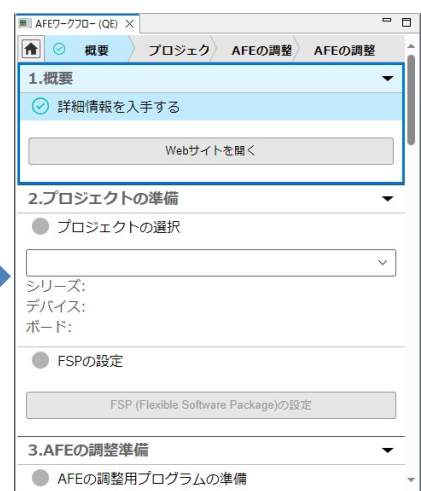 AFEワークフロー (QE)
概要 プロジェク AFEの調整 AFEの調整
1.概要
詳細情報を入手する
Webサイトを開く
2.プロジェクトの準備
プロジェクトの選択
シリーズ:
デバイス:
ボード:
FSPの設定
FSP (Flexible Software Package)の設定
3.AFEの調整準備
AFEの調整用プログラムの準備